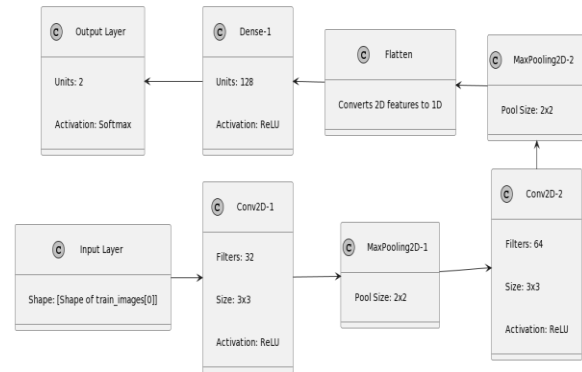 C Output Layer
Units: 2
Activation: Softmax
C Dense-1
Units: 128
Activation: ReLU
C Flatten
Converts 2D features to 1D
C MaxPooling2D-2
Pool Size: 2x2
C Input Layer
Shape: [Shape of train_images[0]]
C Conv2D-1
Filters: 32
Size: 3x3
Activation: ReLU
C MaxPooling2D-1
Pool Size: 2x2
C Conv2D-2
Filters: 64
Size: 3x3
Activation: ReLU